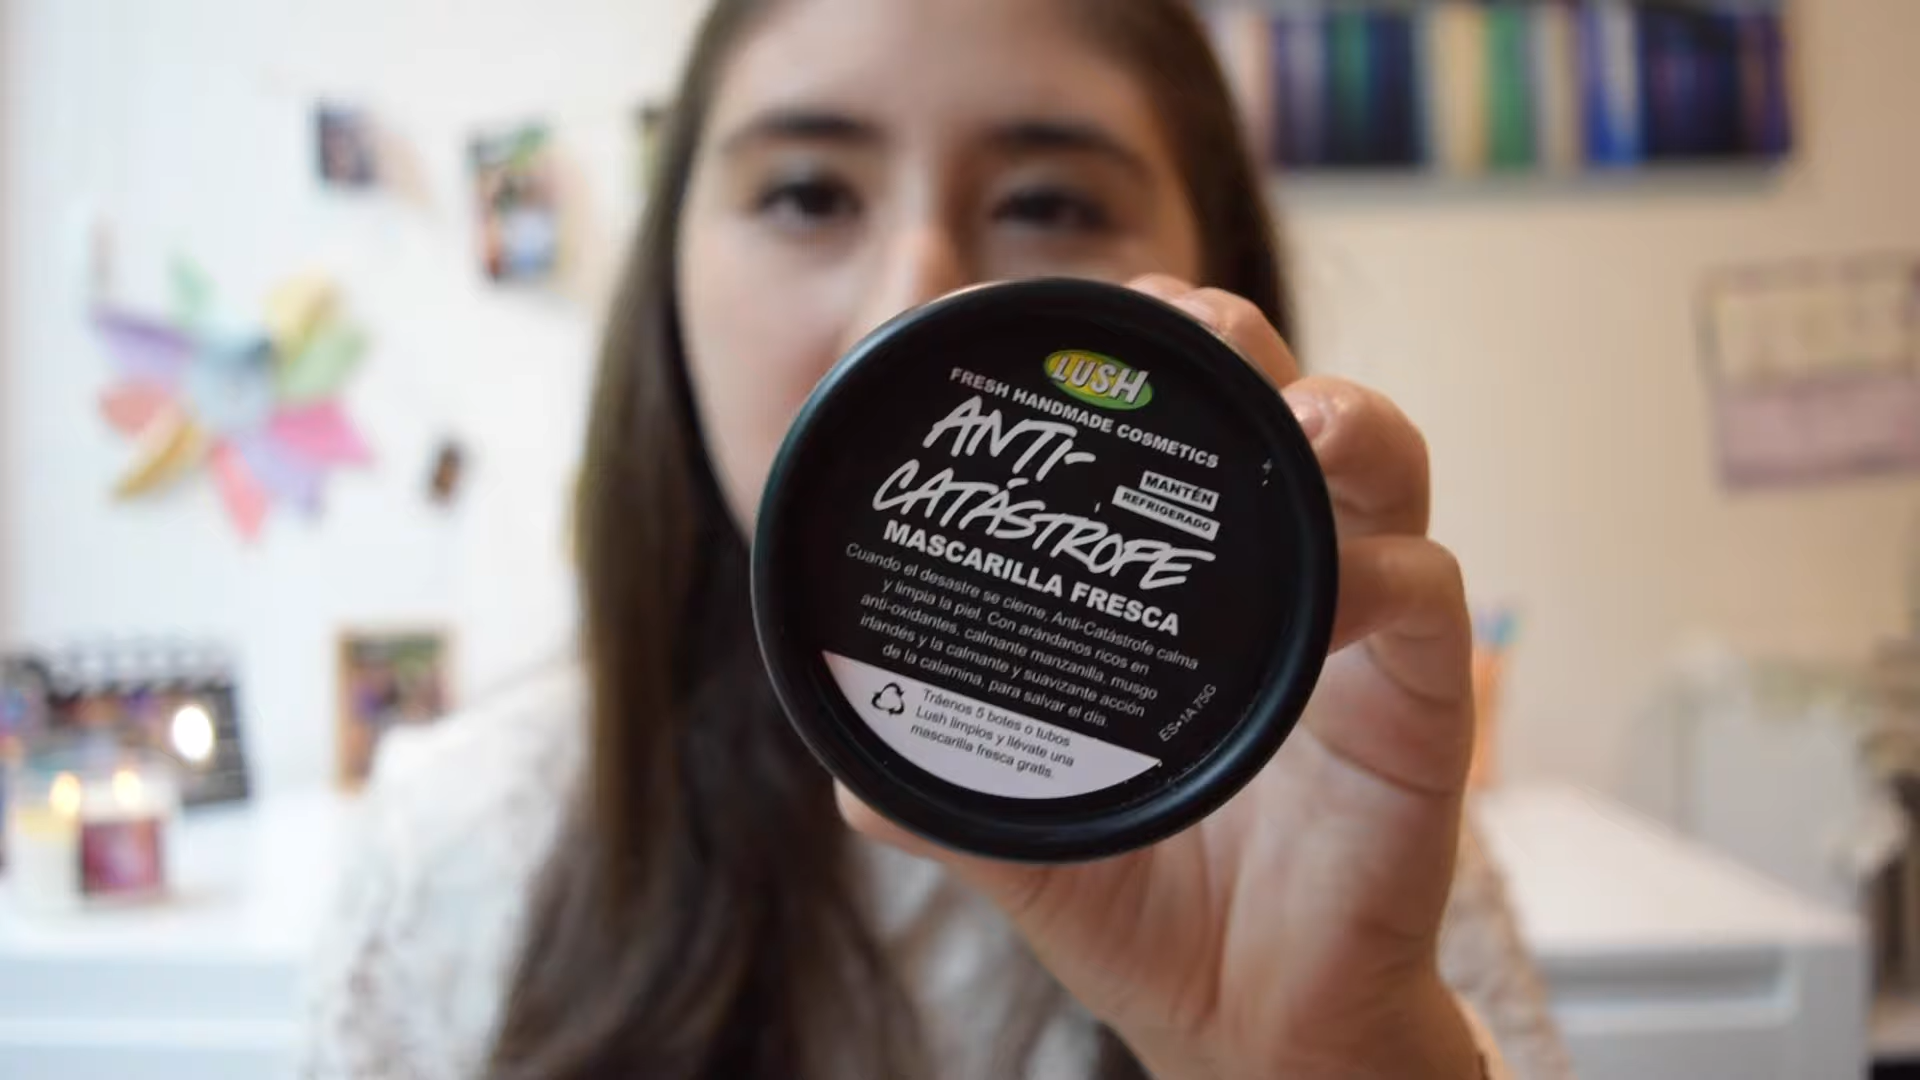 LUSH
FRESH HANDMADE COSMETICS
ANTI-
CATÁSTROPE
MANTÉN
REFRIGERADO
MASCARILLA FRESCA
Cuando el desastre se cierne, Anti-Catástrofe calma
y limpia la piel. Con arándanos ricos en
anti-oxidantes, calmante manzanilla, musgo
irlandés y la calmante y suavizante acción
de la calamina, para salvar el día.
ES•1A 75G
Tráenos 5 botes o tubos
Lush limpios y llévate una
mascarilla fresca gratis.